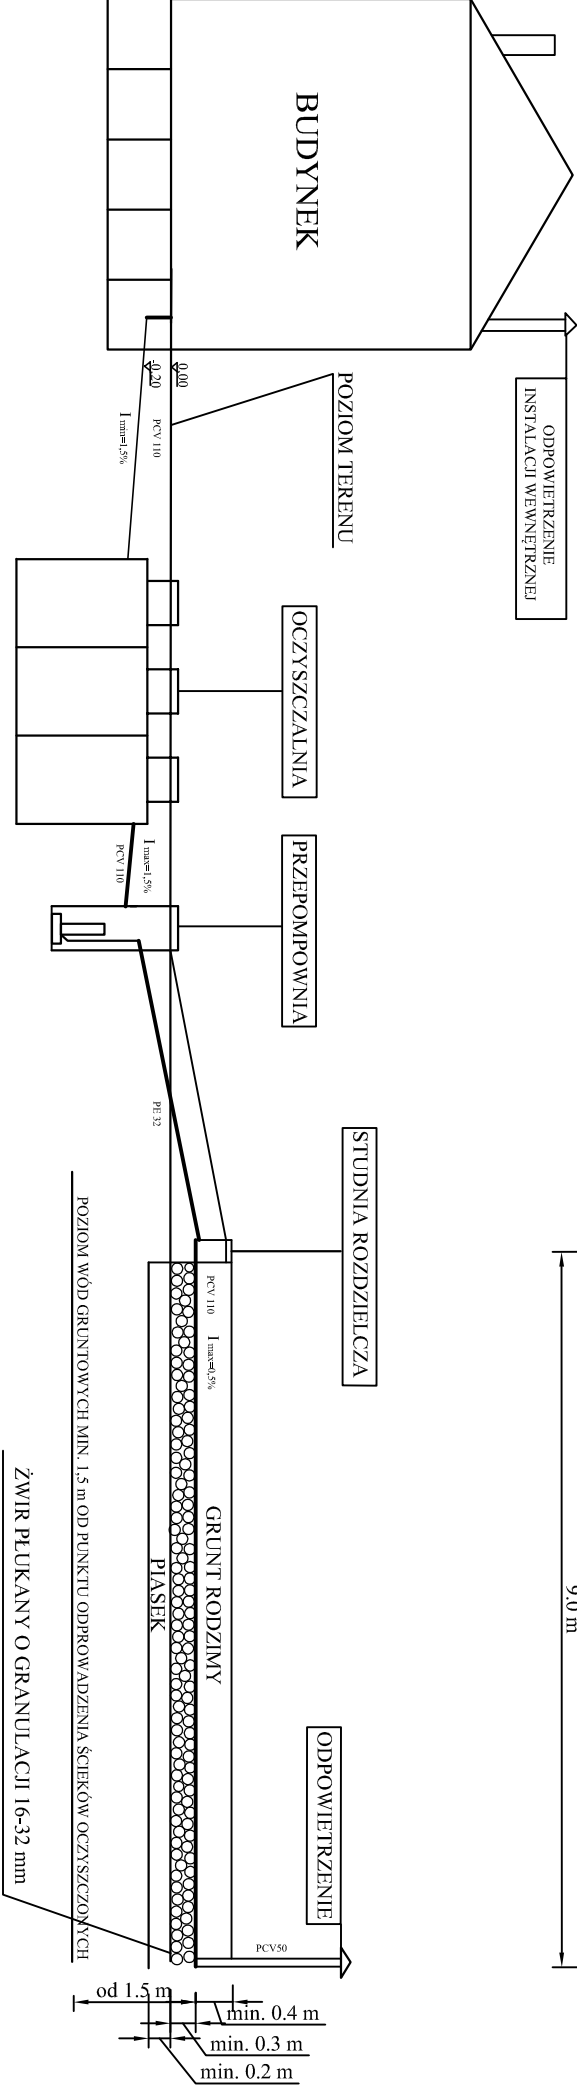 BUDYNEK
ODPOWIETRZENIE
INSTALACJI WEWNĘTRZNEJ
POZIOM TERENU
0,00
-0,20
PCV 110
I min=1,5%
OCZYSZCZALNIA
I max=1,5%
PCV 110
PRZEPOMPOWNIA
PE 32
STUDNIA ROZDZIELCZA
9.0 m
PCV 110
I max=0,5%
GRUNT RODZIMY
PIASEK
POZIOM WÓD GRUNTOWYCH MIN. 1,5 m OD PUNKTU ODPROWADZENIA ŚCIEKÓW OCZYSZCZONYCH
ŻWIR PŁUKANY O GRANULACJI 16-32 mm
ODPOWIETRZENIE
PCV50
od 1.5 m
min. 0.4 m
min. 0.3 m
min. 0.2 m